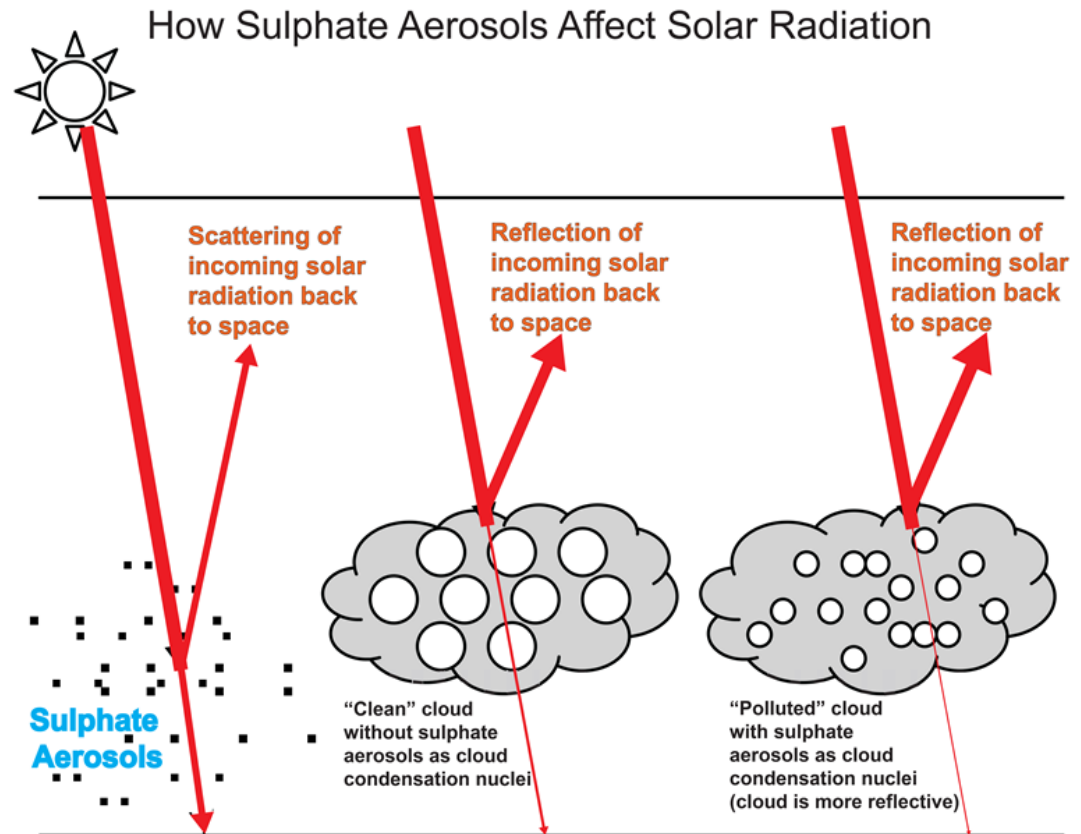 How Sulphate Aerosols Affect Solar Radiation
Scattering of
incoming solar
radiation back
to space
Reflection of
incoming solar
radiation back
to space
Reflection of
incoming solar
radiation back
to space
Sulphate
Aerosols
“Clean” cloud
without sulphate
aerosols as cloud
condensation nuclei
“Polluted” cloud
with sulphate
aerosols as cloud
condensation nuclei
(cloud is more reflective)